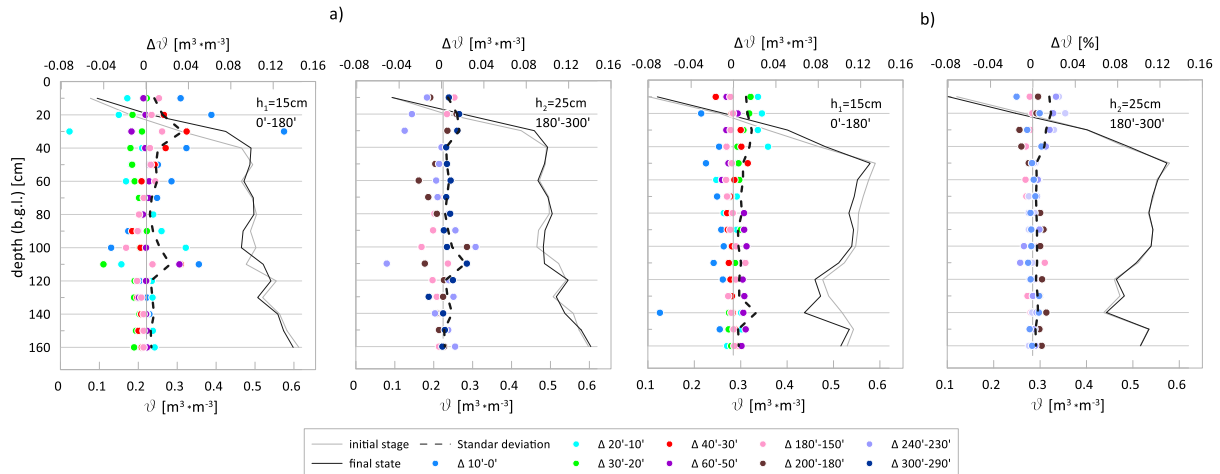 a)
b)
Δϑ [m³*m⁻³]
Δϑ [m³*m⁻³]
Δϑ [m³*m⁻³]
Δϑ [%]
-0.08 -0.04 0 0.04 0.08 0.12 0.16
-0.08 -0.04 0 0.04 0.08 0.12 0.16
-0.08 -0.04 0 0.04 0.08 0.12 0.16
-0.08 -0.04 0 0.04 0.08 0.12 0.16
depth (b.g.l.) [cm]
0
20
40
60
80
100
120
140
160
h₁=15cm
0'-180'
h₂=25cm
180'-300'
h₁=15cm
0'-180'
h₂=25cm
180'-300'
0 0.1 0.3 0.2 0.4 0.5 0.6
0 0.1 0.2 0.3 0.4 0.5 0.6
0.1 0.2 0.3 0.4 0.5 0.6
0.1 0.2 0.3 0.4 0.5 0.6
ϑ [m³*m⁻³]
ϑ [m³*m⁻³]
ϑ [m³*m⁻³]
ϑ [m³*m⁻³]
initial stage
Standar deviation
Δ 20'-10'
Δ 40'-30'
Δ 180'-150'
Δ 240'-230'
final state
Δ 10'-0'
Δ 30'-20'
Δ 60'-50'
Δ 200'-180'
Δ 300'-290'